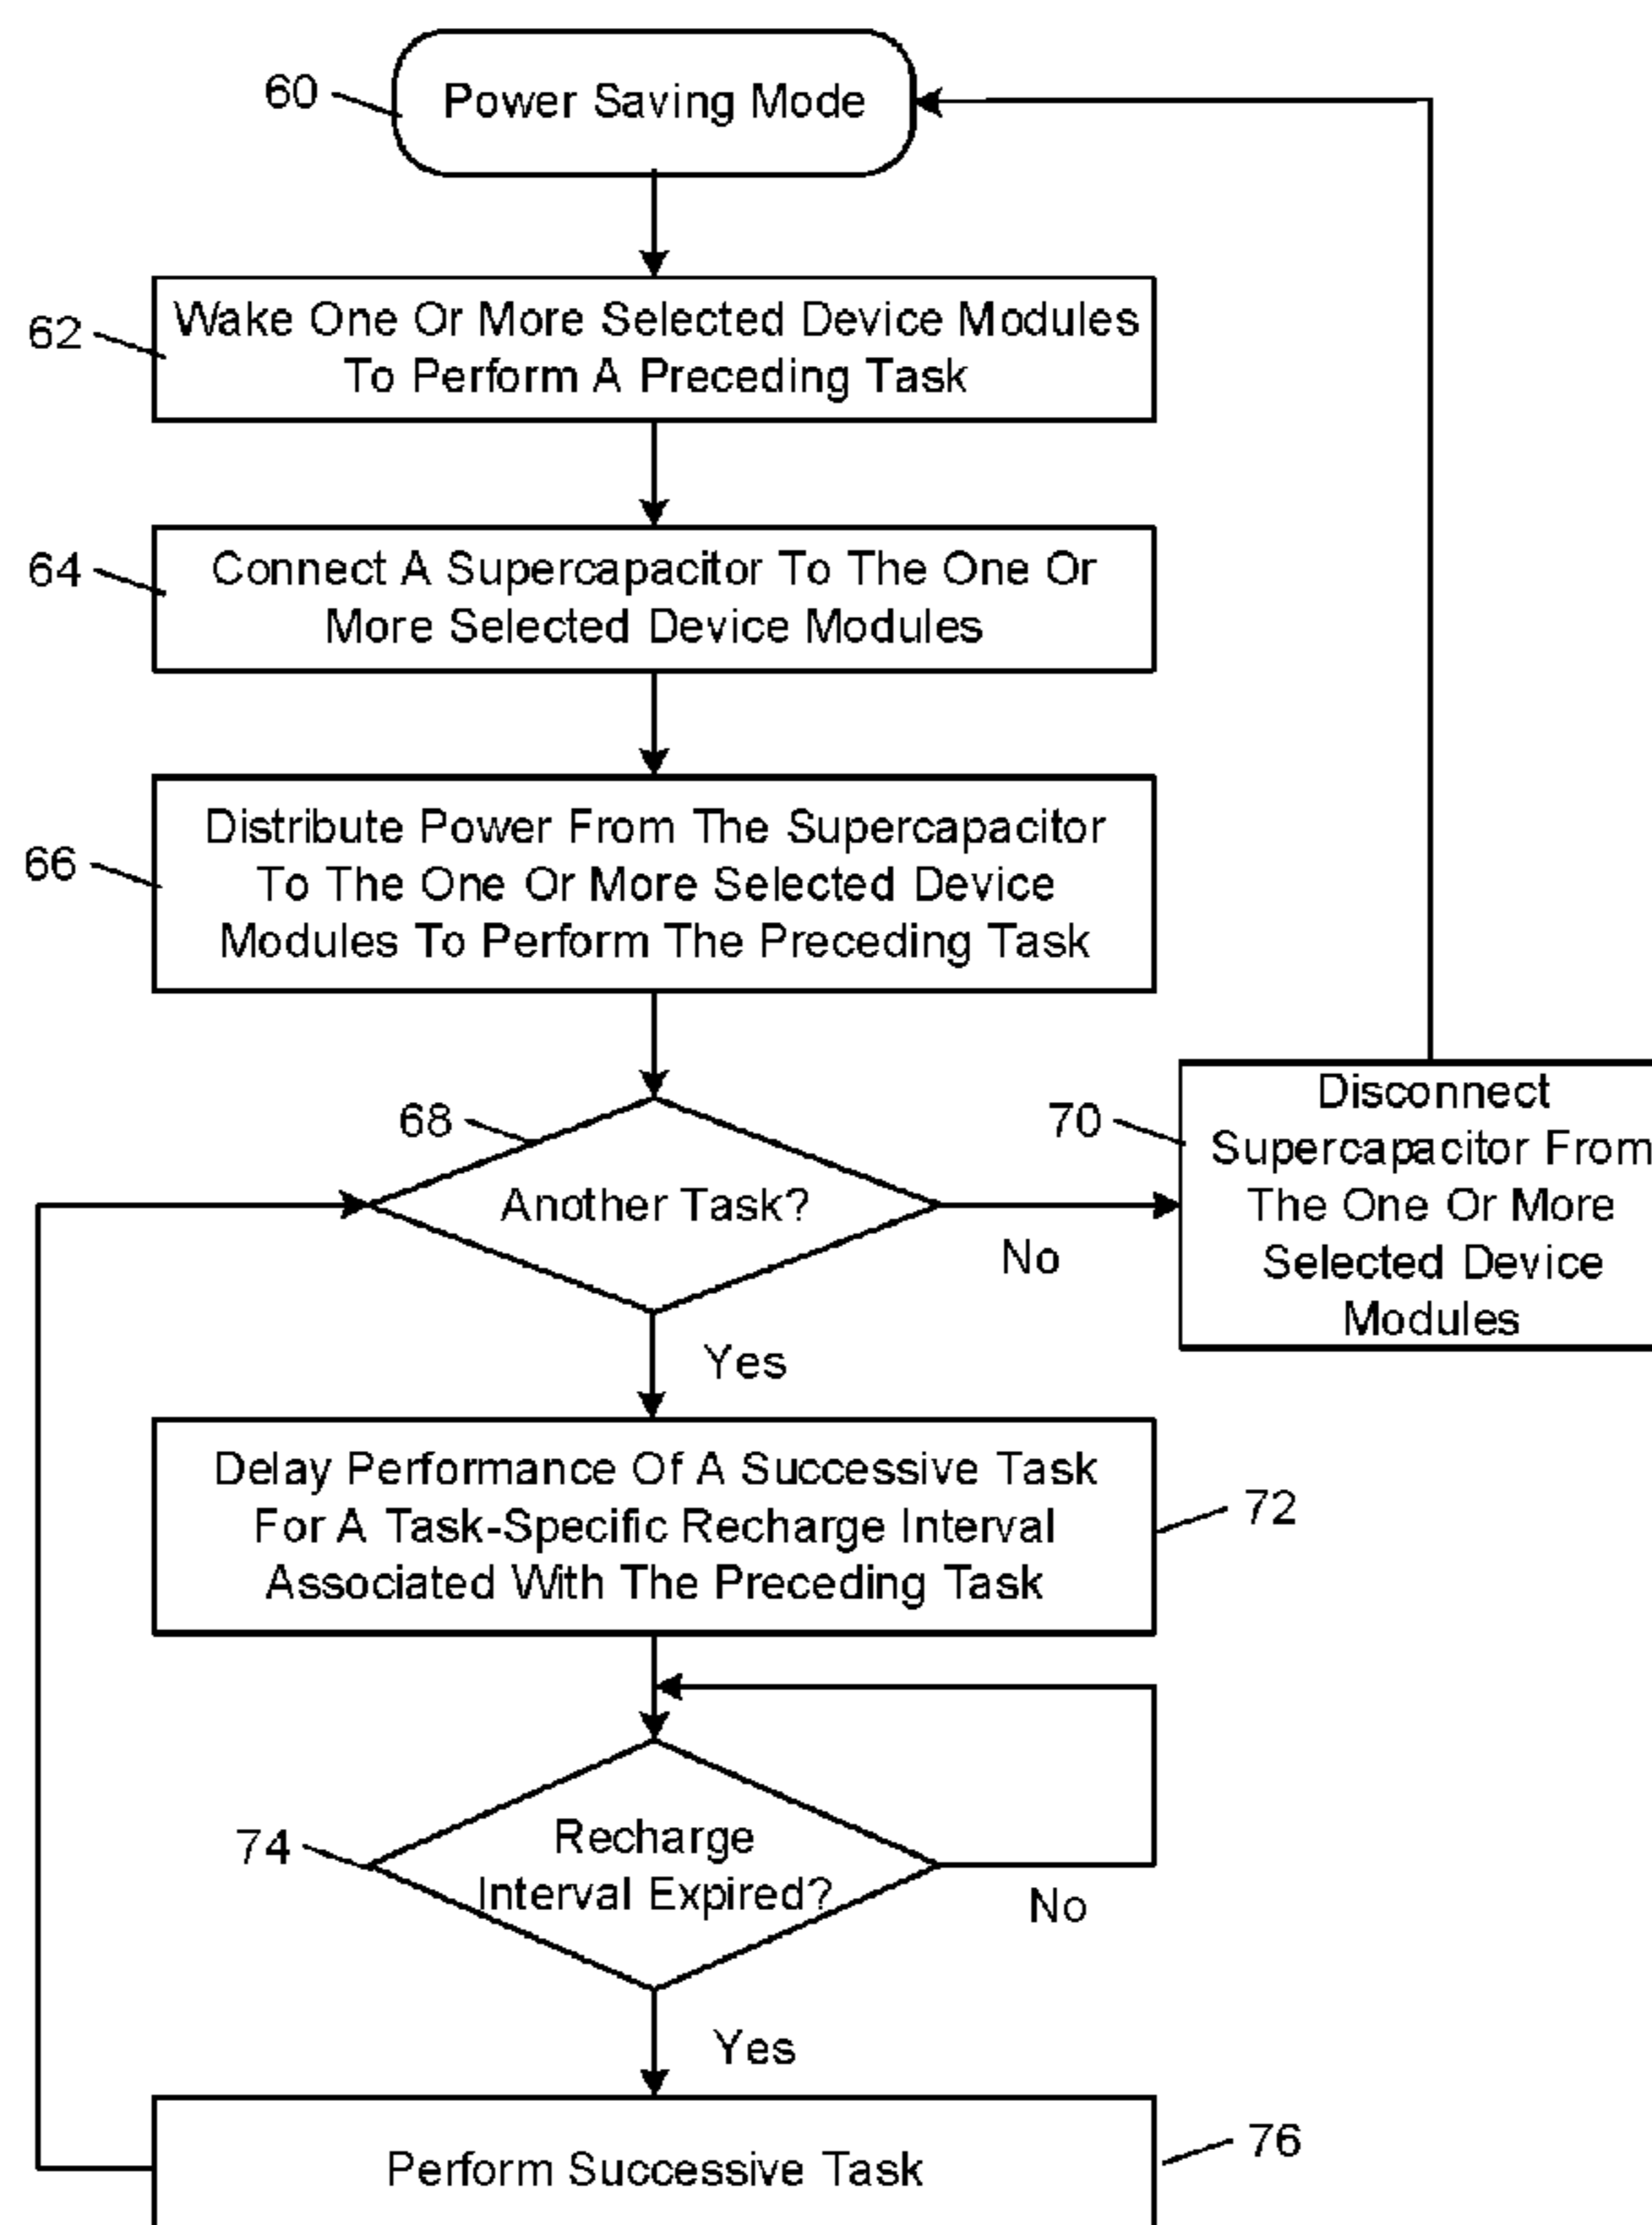 60
Power Saving Mode
62
Wake One Or More Selected Device Modules
To Perform A Preceding Task
64
Connect A Supercapacitor To The One Or
More Selected Device Modules
66
Distribute Power From The Supercapacitor
To The One Or More Selected Device
Modules To Perform The Preceding Task
68
Another Task?
No
70
Disconnect
Supercapacitor From
The One Or More
Selected Device
Modules
Yes
Delay Performance Of A Successive Task
For A Task-Specific Recharge Interval
Associated With The Preceding Task
72
74
Recharge
Interval Expired?
No
Yes
Perform Successive Task
76